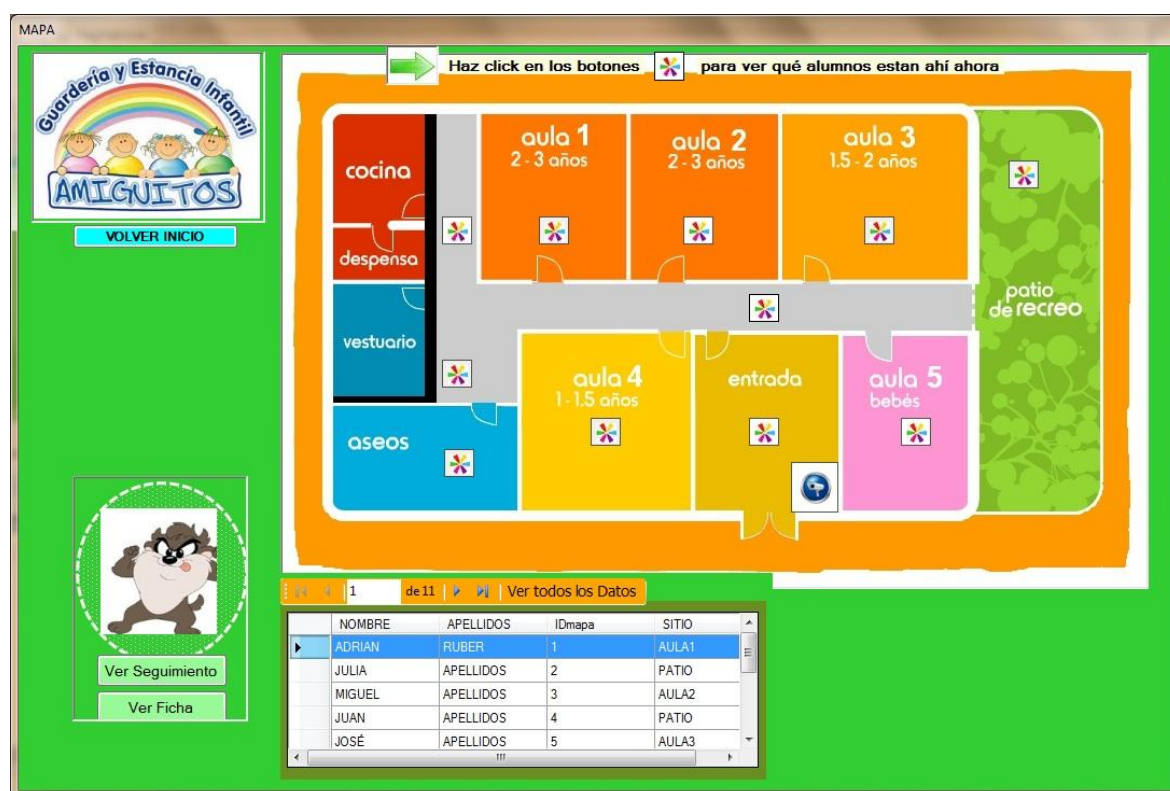 MAPA
Guardería y Estancia Infantil
AMIGUITOS
VOLVER INICIO
Haz click en los botones para ver qué alumnos estan ahí ahora
cocina
despensa
vestuario
aseos
aula 1
2 - 3 años
aula 2
2 - 3 años
aula 3
1.5 - 2 años
patio
de recreo
aula 4
1 - 1.5 años
entrada
aula 5
bebés
Ver Seguimiento
Ver Ficha
1 de 11 Ver todos los Datos
NOMBRE APELLIDOS IDmapa SITIO
ADRIAN RUBER 1 AULA1
JULIA APELLIDOS 2 PATIO
MIGUEL APELLIDOS 3 AULA2
JUAN APELLIDOS 4 PATIO
JOSÉ APELLIDOS 5 AULA3